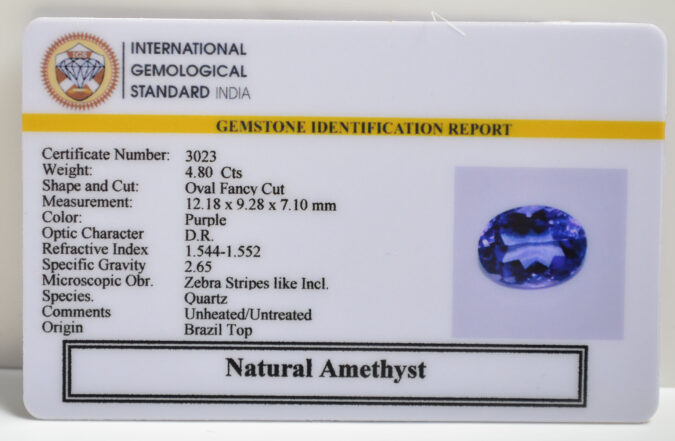 IGS
INTERNATIONAL
GEMOLOGICAL
STANDARD INDIA
GEMSTONE IDENTIFICATION REPORT
Certificate Number: 3023
Weight: 4.80 Cts
Shape and Cut: Oval Fancy Cut
Measurement: 12.18 x 9.28 x 7.10 mm
Color: Purple
Optic Character D.R.
Refractive Index 1.544-1.552
Specific Gravity 2.65
Microscopic Obr. Zebra Stripes like Incl.
Species. Quartz
Comments Unheated/Untreated
Origin Brazil Top
Natural Amethyst